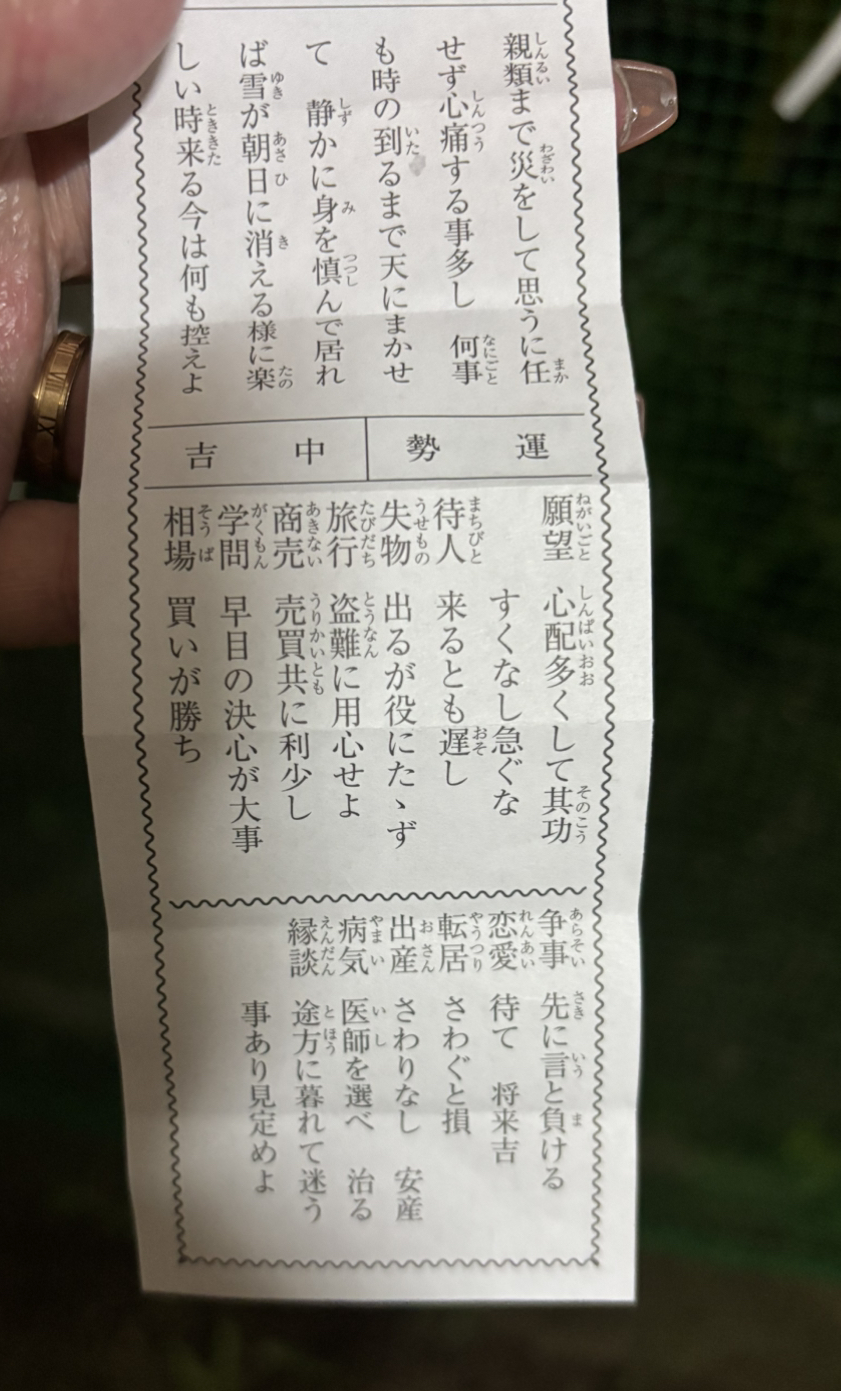 親類まで災をして思うに任
せず心痛する事多し　何事
も時の到るまで天にまかせ
て　静かに身を慎んで居れ
ば雪が朝日に消える様に楽
しい時来る今は何も控えよ
運勢　中吉
願望　心配多くして其功
すくなし急ぐな
待人　来るとも遅し
失物　出るが役にたゝず
旅行　盗難に用心せよ
商売　売買共に利少し
学問　早目の決心が大事
相場　買いが勝ち
争事　先に言と負ける
恋愛　待て　将来吉
転居　さわぐと損
出産　さわりなし　安産
病気　医師を選べ　治る
縁談　途方に暮れて迷う
事あり見定めよ